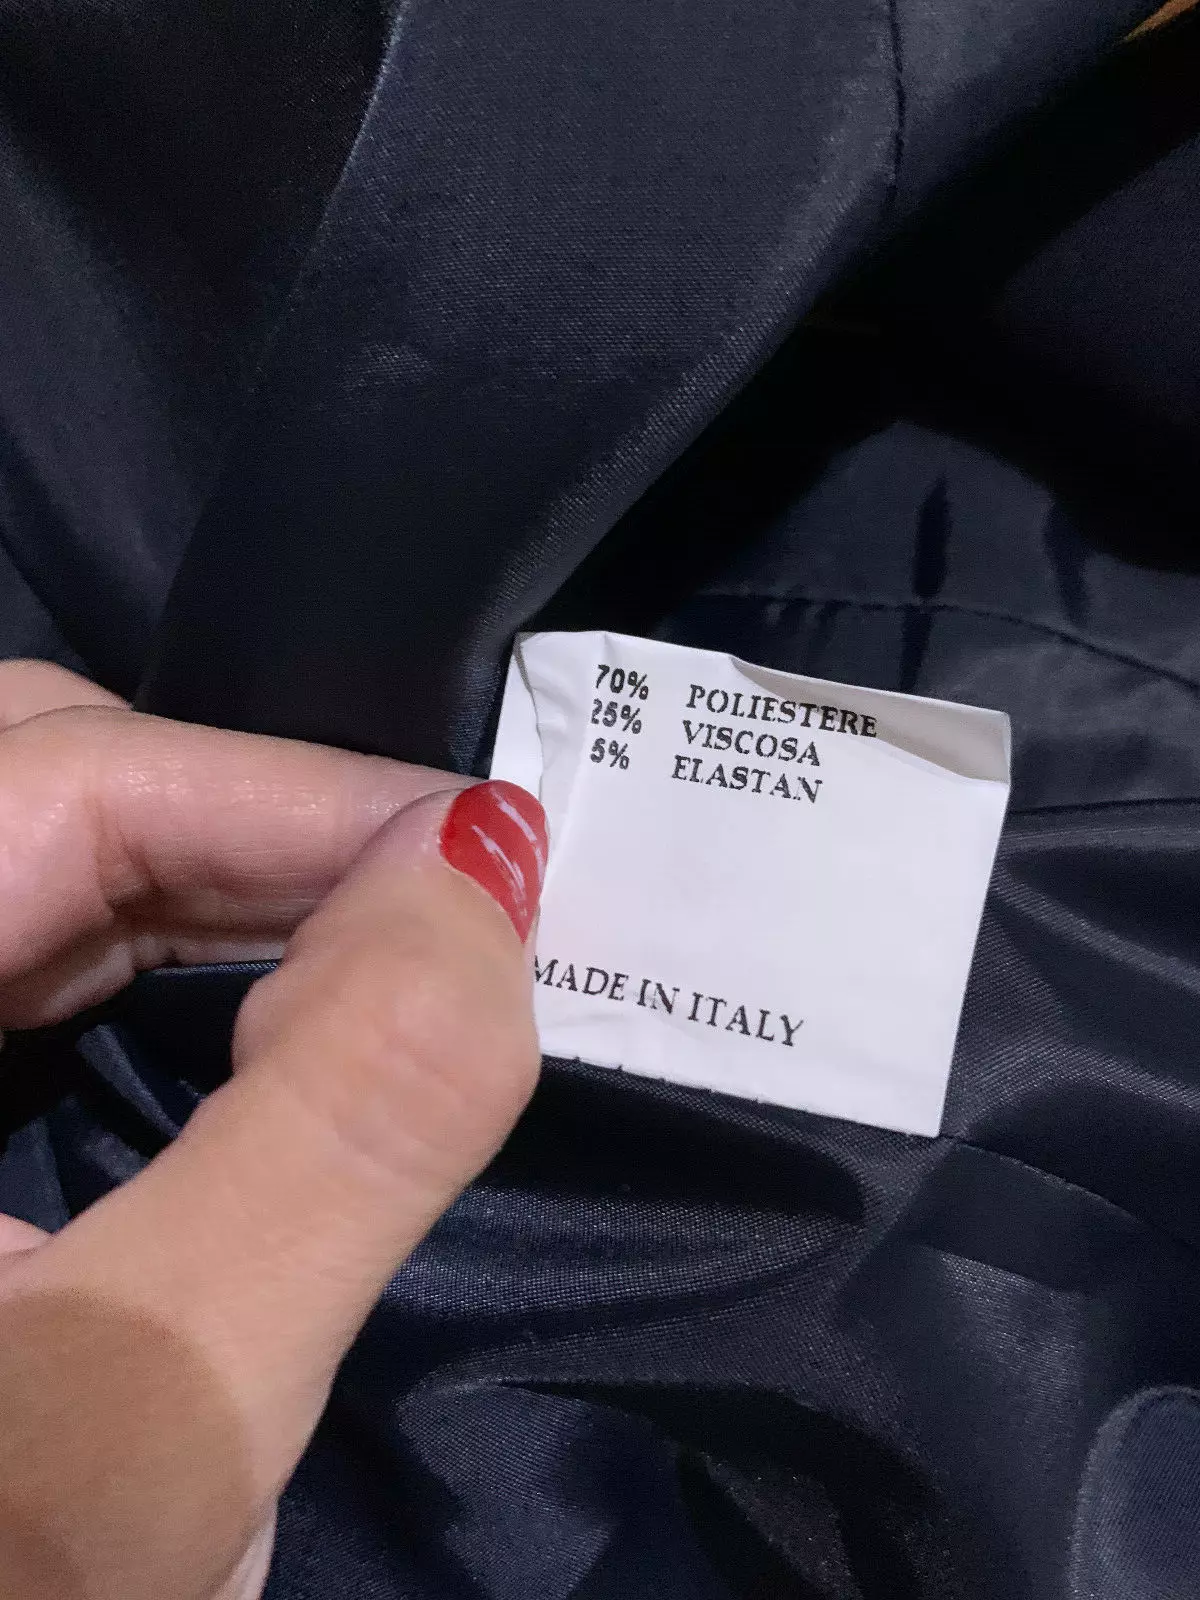 70% POLIESTERE
25% VISCOSA
5% ELASTAN
MADE IN ITALY